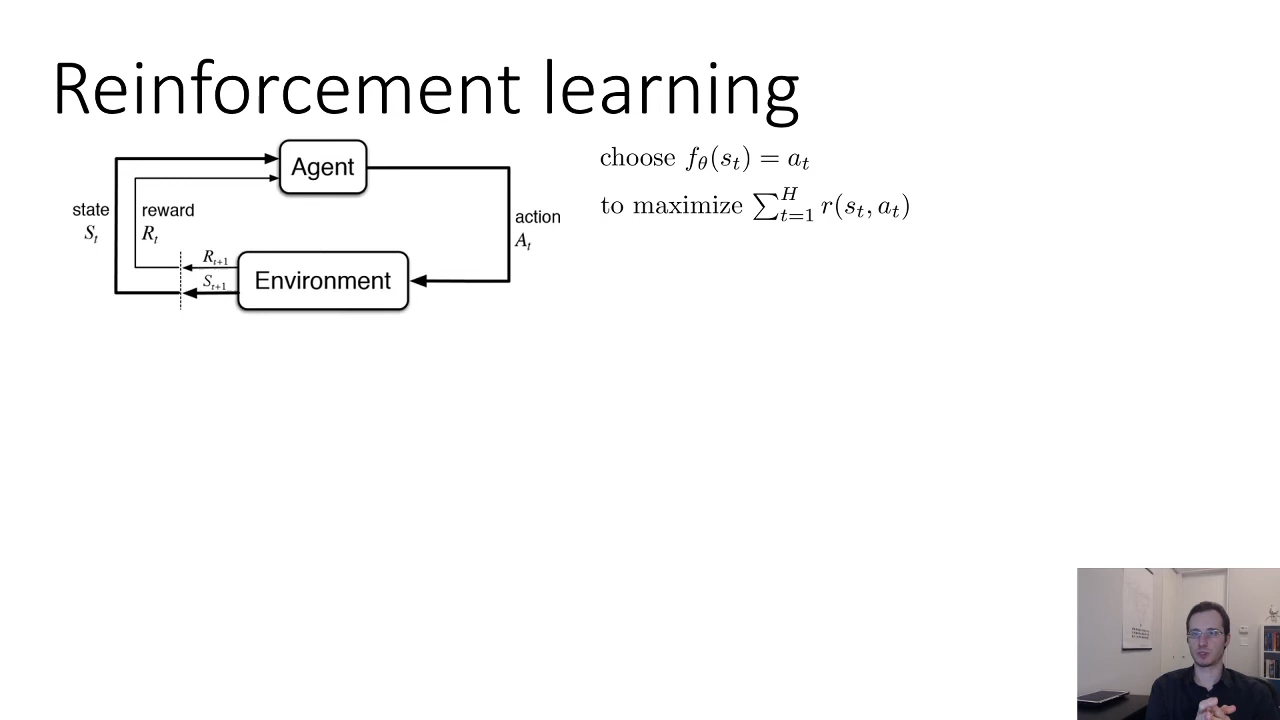 Reinforcement learning
Agent
state
S_t
reward
R_t
action
A_t
R_{t+1}
S_{t+1}
Environment
choose f_θ(s_t) = a_t
to maximize ∑_{t=1}^{H} r(s_t, a_t)